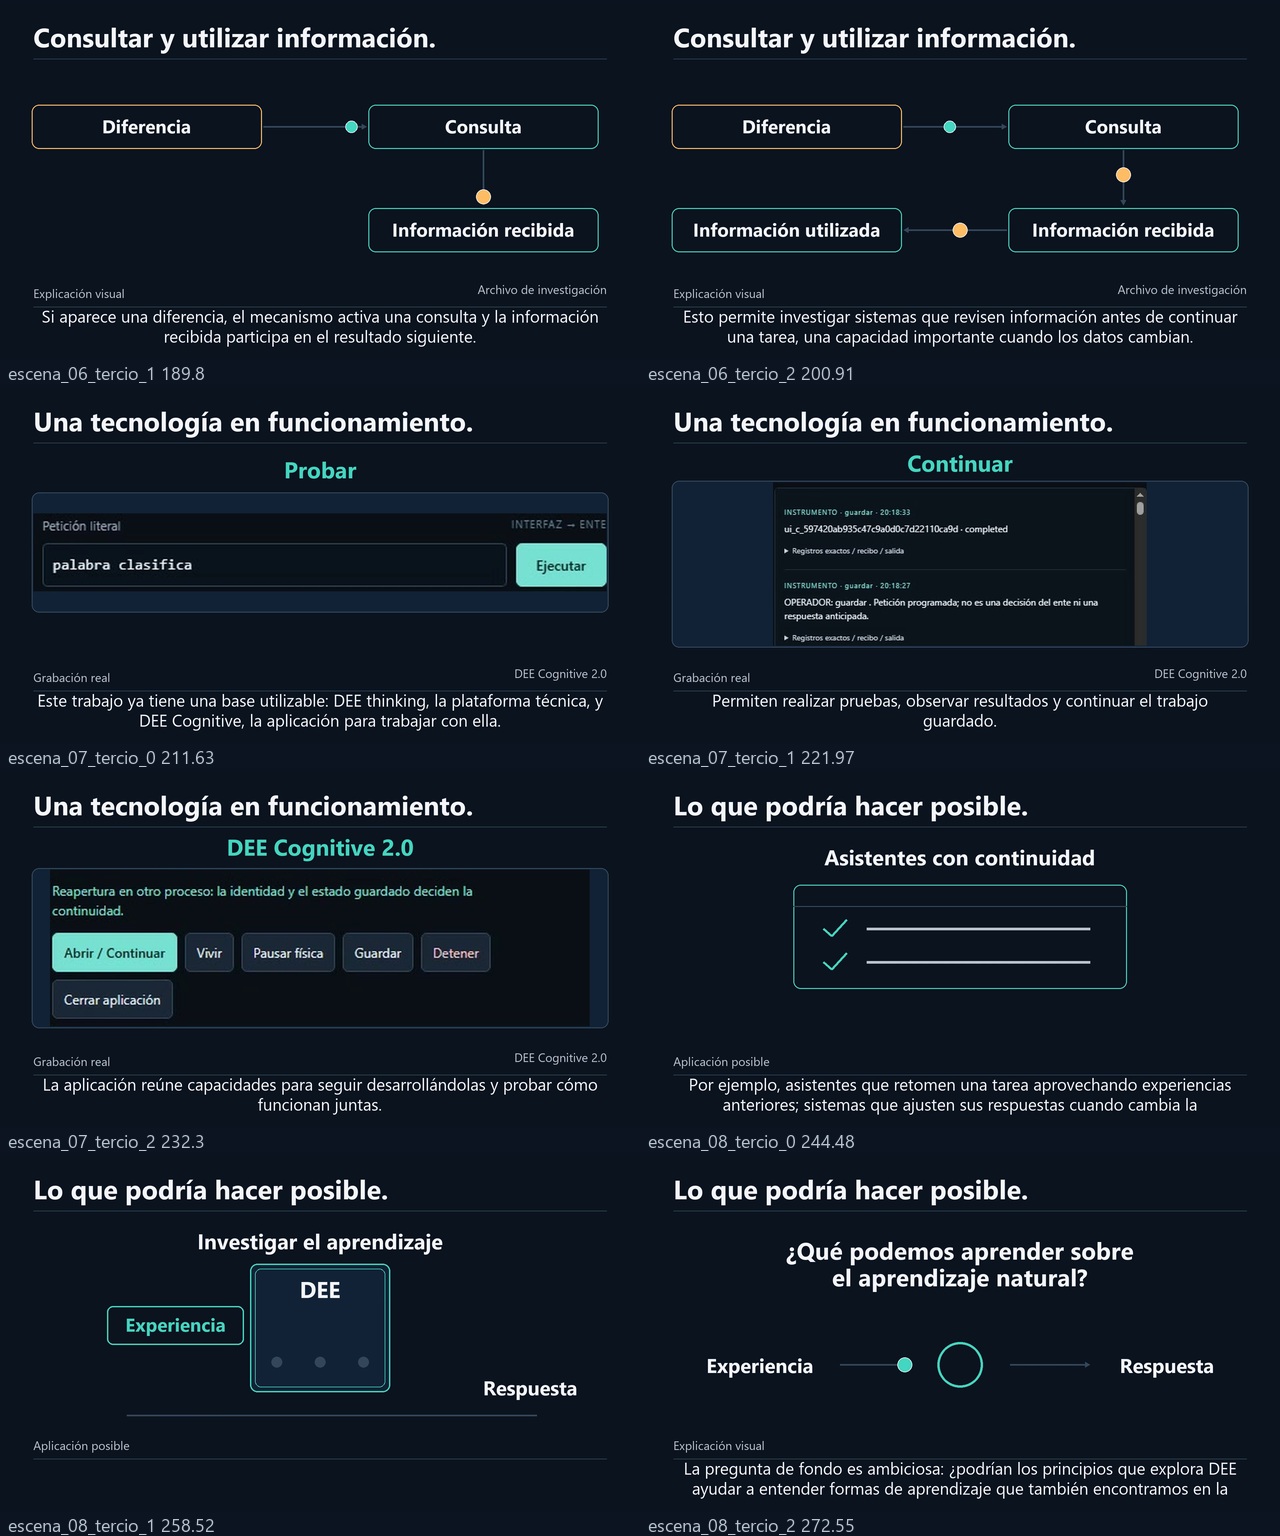 Consultar y utilizar información.
Diferencia
Consulta
Información recibida
Explicación visual
Archivo de investigación
Si aparece una diferencia, el mecanismo activa una consulta y la información
recibida participa en el resultado siguiente.
escena_06_tercio_1 189.8
Consultar y utilizar información.
Diferencia
Consulta
Información utilizada
Información recibida
Explicación visual
Archivo de investigación
Esto permite investigar sistemas que revisen información antes de continuar
una tarea, una capacidad importante cuando los datos cambian.
escena_06_tercio_2 200.91
Una tecnología en funcionamiento.
Probar
Petición literal
INTERFAZ → ENTE
palabra clasifica
Ejecutar
Grabación real
DEE Cognitive 2.0
Este trabajo ya tiene una base utilizable: DEE thinking, la plataforma técnica, y
DEE Cognitive, la aplicación para trabajar con ella.
escena_07_tercio_0 211.63
Una tecnología en funcionamiento.
Continuar
INSTRUMENTO · guardar · 20:18:33
ui_c_597420ab935c47c9a0d0c7d22110ca9d · completed
▸ Registros exactos / recibo / salida
INSTRUMENTO · guardar · 20:18:27
OPERADOR: guardar . Petición programada; no es una decisión del ente ni una
respuesta anticipada.
▸ Registros exactos / recibo / salida
Grabación real
DEE Cognitive 2.0
Permiten realizar pruebas, observar resultados y continuar el trabajo
guardado.
escena_07_tercio_1 221.97
Una tecnología en funcionamiento.
DEE Cognitive 2.0
Reapertura en otro proceso: la identidad y el estado guardado deciden la
continuidad.
Abrir / Continuar
Vivir
Pausar física
Guardar
Detener
Cerrar aplicación
Grabación real
DEE Cognitive 2.0
La aplicación reúne capacidades para seguir desarrollándolas y probar cómo
funcionan juntas.
escena_07_tercio_2 232.3
Lo que podría hacer posible.
Asistentes con continuidad
Aplicación posible
Por ejemplo, asistentes que retomen una tarea aprovechando experiencias
anteriores; sistemas que ajusten sus respuestas cuando cambia la
escena_08_tercio_0 244.48
Lo que podría hacer posible.
Investigar el aprendizaje
DEE
Experiencia
Respuesta
Aplicación posible
escena_08_tercio_1 258.52
Lo que podría hacer posible.
¿Qué podemos aprender sobre
el aprendizaje natural?
Experiencia
Respuesta
Explicación visual
La pregunta de fondo es ambiciosa: ¿podrían los principios que explora DEE
ayudar a entender formas de aprendizaje que también encontramos en la
escena_08_tercio_2 272.55